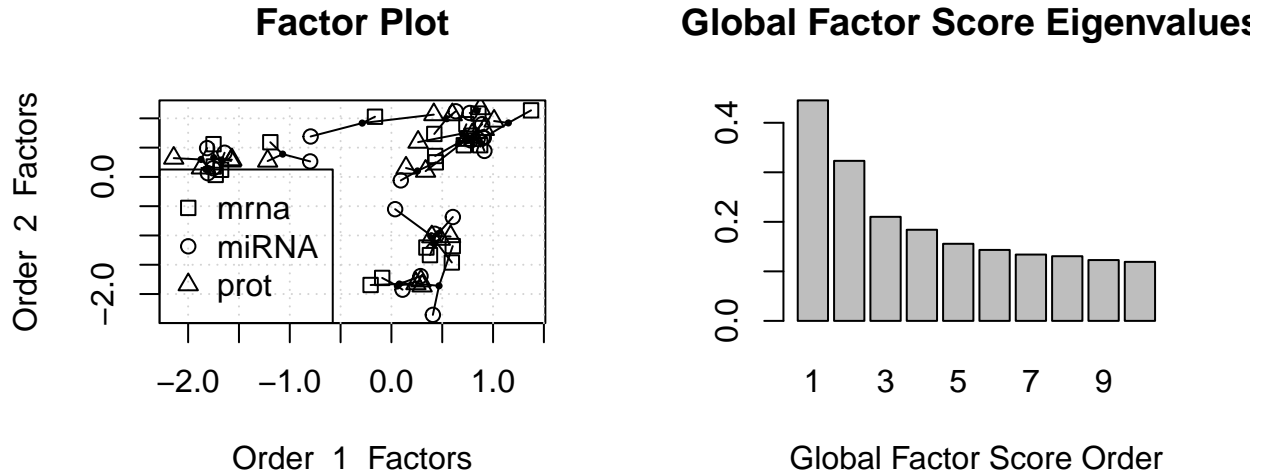 Factor Plot
Order 2 Factors
0.0
−2.0
mrna
miRNA
prot
−2.0 −1.0 0.0 1.0
Order 1 Factors
Global Factor Score Eigenvalues
0.4
0.2
0.0
1 3 5 7 9
Global Factor Score Order